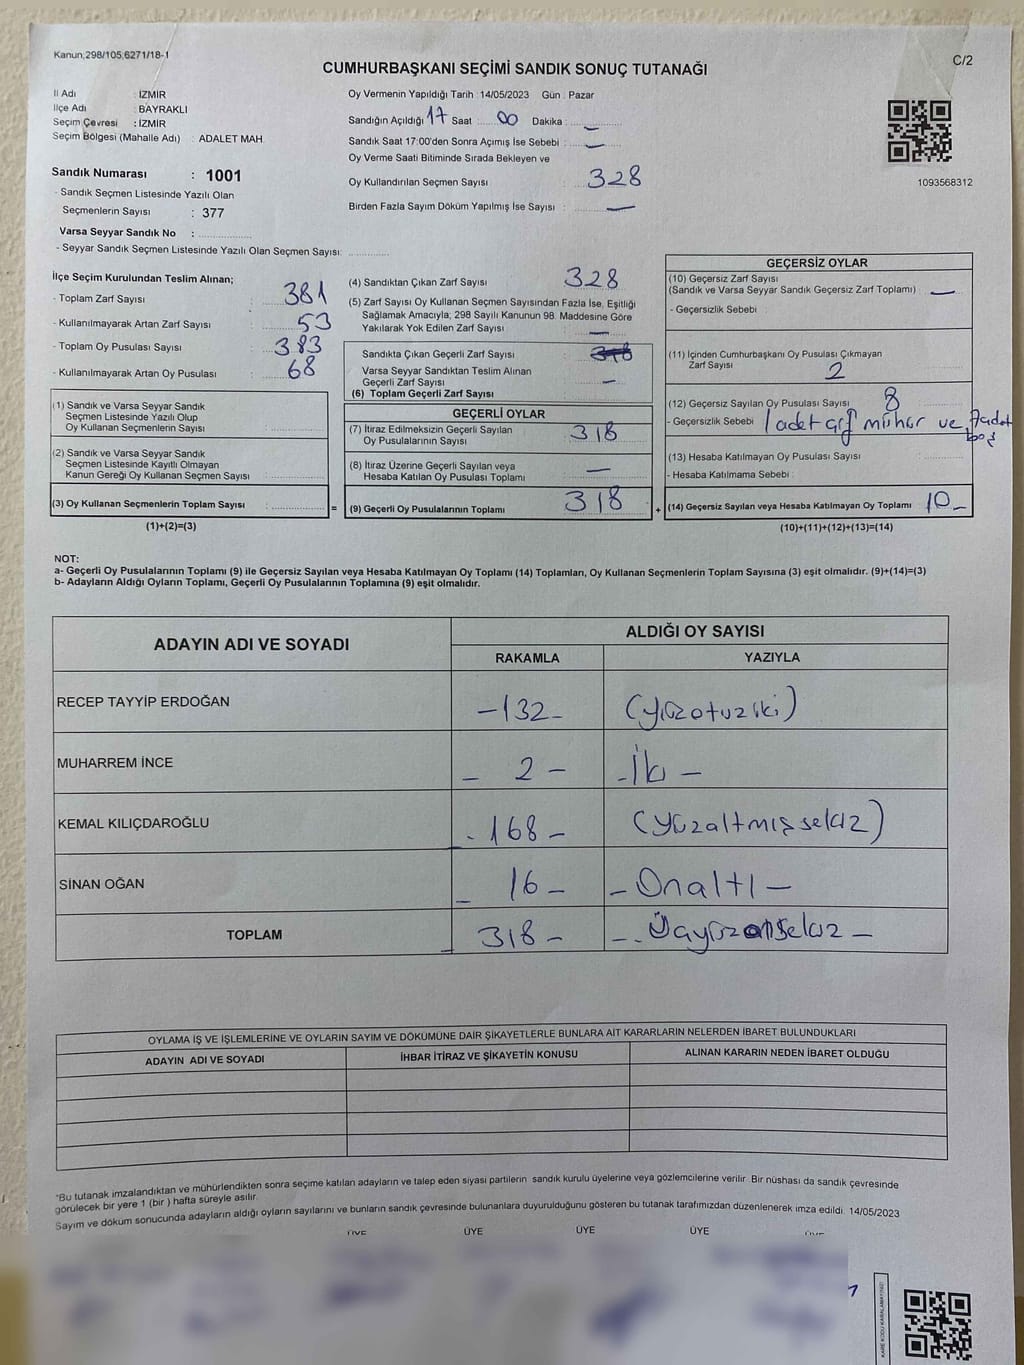 Kanun;298/105;6271/18-1
C/2
CUMHURBAŞKANI SEÇİMİ SANDIK SONUÇ TUTANAĞI
İl Adı : İZMİR
İlçe Adı : BAYRAKLI
Seçim Çevresi : İZMİR
Seçim Bölgesi (Mahalle Adı) : ADALET MAH.
Sandık Numarası : 1001
- Sandık Seçmen Listesinde Yazılı Olan
Seçmenlerin Sayısı : 377
Varsa Seyyar Sandık No :
- Seyyar Sandık Seçmen Listesinde Yazılı Olan Seçmen Sayısı:
Oy Vermenin Yapıldığı Tarih : 14/05/2023 Gün : Pazar
Sandığın Açıldığı 17 Saat : 00 Dakika : —
Sandık Saat 17:00'den Sonra Açımış İse Sebebi : —
Oy Verme Saati Bitiminde Sırada Bekleyen ve
Oy Kullandırılan Seçmen Sayısı : 328
Birden Fazla Sayım Döküm Yapılmış İse Sayısı : —
1093568312
İlçe Seçim Kurulundan Teslim Alınan;
- Toplam Zarf Sayısı : 381
- Kullanılmayarak Artan Zarf Sayısı : 53
- Toplam Oy Pusulası Sayısı : 383
- Kullanılmayarak Artan Oy Pusulası : 68
(1) Sandık ve Varsa Seyyar Sandık
Seçmen Listesinde Yazılı Olup
Oy Kullanan Seçmenlerin Sayısı :
(2) Sandık ve Varsa Seyyar Sandık
Seçmen Listesinde Kayıtlı Olmayan
Kanun Gereği Oy Kullanan Seçmen Sayısı :
(3) Oy Kullanan Seçmenlerin Toplam Sayısı : =
(1)+(2)=(3)
(4) Sandıktan Çıkan Zarf Sayısı : 328
(5) Zarf Sayısı Oy Kullanan Seçmen Sayısından Fazla İse, Eşitliği
Sağlamak Amacıyla; 298 Sayılı Kanunun 98. Maddesine Göre
Yakılarak Yok Edilen Zarf Sayısı : —
Sandıkta Çıkan Geçerli Zarf Sayısı :
Varsa Seyyar Sandıktan Teslim Alınan
Geçerli Zarf Sayısı : —
(6) Toplam Geçerli Zarf Sayısı :
GEÇERLİ OYLAR
(7) İtiraz Edilmeksizin Geçerli Sayılan
Oy Pusulalarının Sayısı : 318
(8) İtiraz Üzerine Geçerli Sayılan veya
Hesaba Katılan Oy Pusulası Toplamı : —
(9) Geçerli Oy Pusulalarının Toplamı : 318 +
GEÇERSİZ OYLAR
(10) Geçersiz Zarf Sayısı
(Sandık ve Varsa Seyyar Sandık Geçersiz Zarf Toplamı) : —
- Geçersizlik Sebebi :
(11) İçinden Cumhurbaşkanı Oy Pusulası Çıkmayan
Zarf Sayısı : 2
(12) Geçersiz Sayılan Oy Pusulası Sayısı : 8
- Geçersizlik Sebebi : 1 adet çift mühür ve 7 adet boş
(13) Hesaba Katılmayan Oy Pusulası Sayısı :
- Hesaba Katılmama Sebebi :
(14) Geçersiz Sayılan veya Hesaba Katılmayan Oy Toplamı : 10 -
(10)+(11)+(12)+(13)=(14)
NOT:
a- Geçerli Oy Pusulalarının Toplamı (9) ile Geçersiz Sayılan veya Hesaba Katılmayan Oy Toplamı (14) Toplamları, Oy Kullanan Seçmenlerin Toplam Sayısına (3) eşit olmalıdır. (9)+(14)=(3)
b- Adayların Aldığı Oyların Toplamı, Geçerli Oy Pusulalarının Toplamına (9) eşit olmalıdır.
ADAYIN ADI VE SOYADI
ALDIĞI OY SAYISI
RAKAMLA YAZIYLA
RECEP TAYYİP ERDOĞAN -132- (yüzotuziki)
MUHARREM İNCE - 2 - - İki -
KEMAL KILIÇDAROĞLU - 168 - (yüzaltmışsekiz)
SİNAN OĞAN - 16 - - Onaltı -
TOPLAM - 318 - - Üçyüzonsekiz -
OYLAMA İŞ VE İŞLEMLERİNE VE OYLARIN SAYIM VE DÖKÜMÜNE DAİR ŞİKAYETLERLE BUNLARA AİT KARARLARIN NELERDEN İBARET BULUNDUKLARI
ADAYIN ADI VE SOYADI İHBAR İTİRAZ VE ŞİKAYETİN KONUSU ALINAN KARARIN NEDEN İBARET OLDUĞU
*Bu tutanak imzalandıktan ve mühürlendikten sonra seçime katılan adayların ve talep eden siyasi partilerin sandık kurulu üyelerine veya gözlemcilerine verilir. Bir nüshası da sandık çevresinde
görülecek bir yere 1 (bir ) hafta süreyle asılır.
Sayım ve döküm sonucunda adayların aldığı oyların sayılarını ve bunların sandık çevresinde bulunanlara duyurulduğunu gösteren bu tutanak tarafımızdan düzenlenerek imza edildi. 14/05/2023
ÜYE ÜYE ÜYE ÜYE ÜYE
KARE KODU KARALAMAYINIZ!